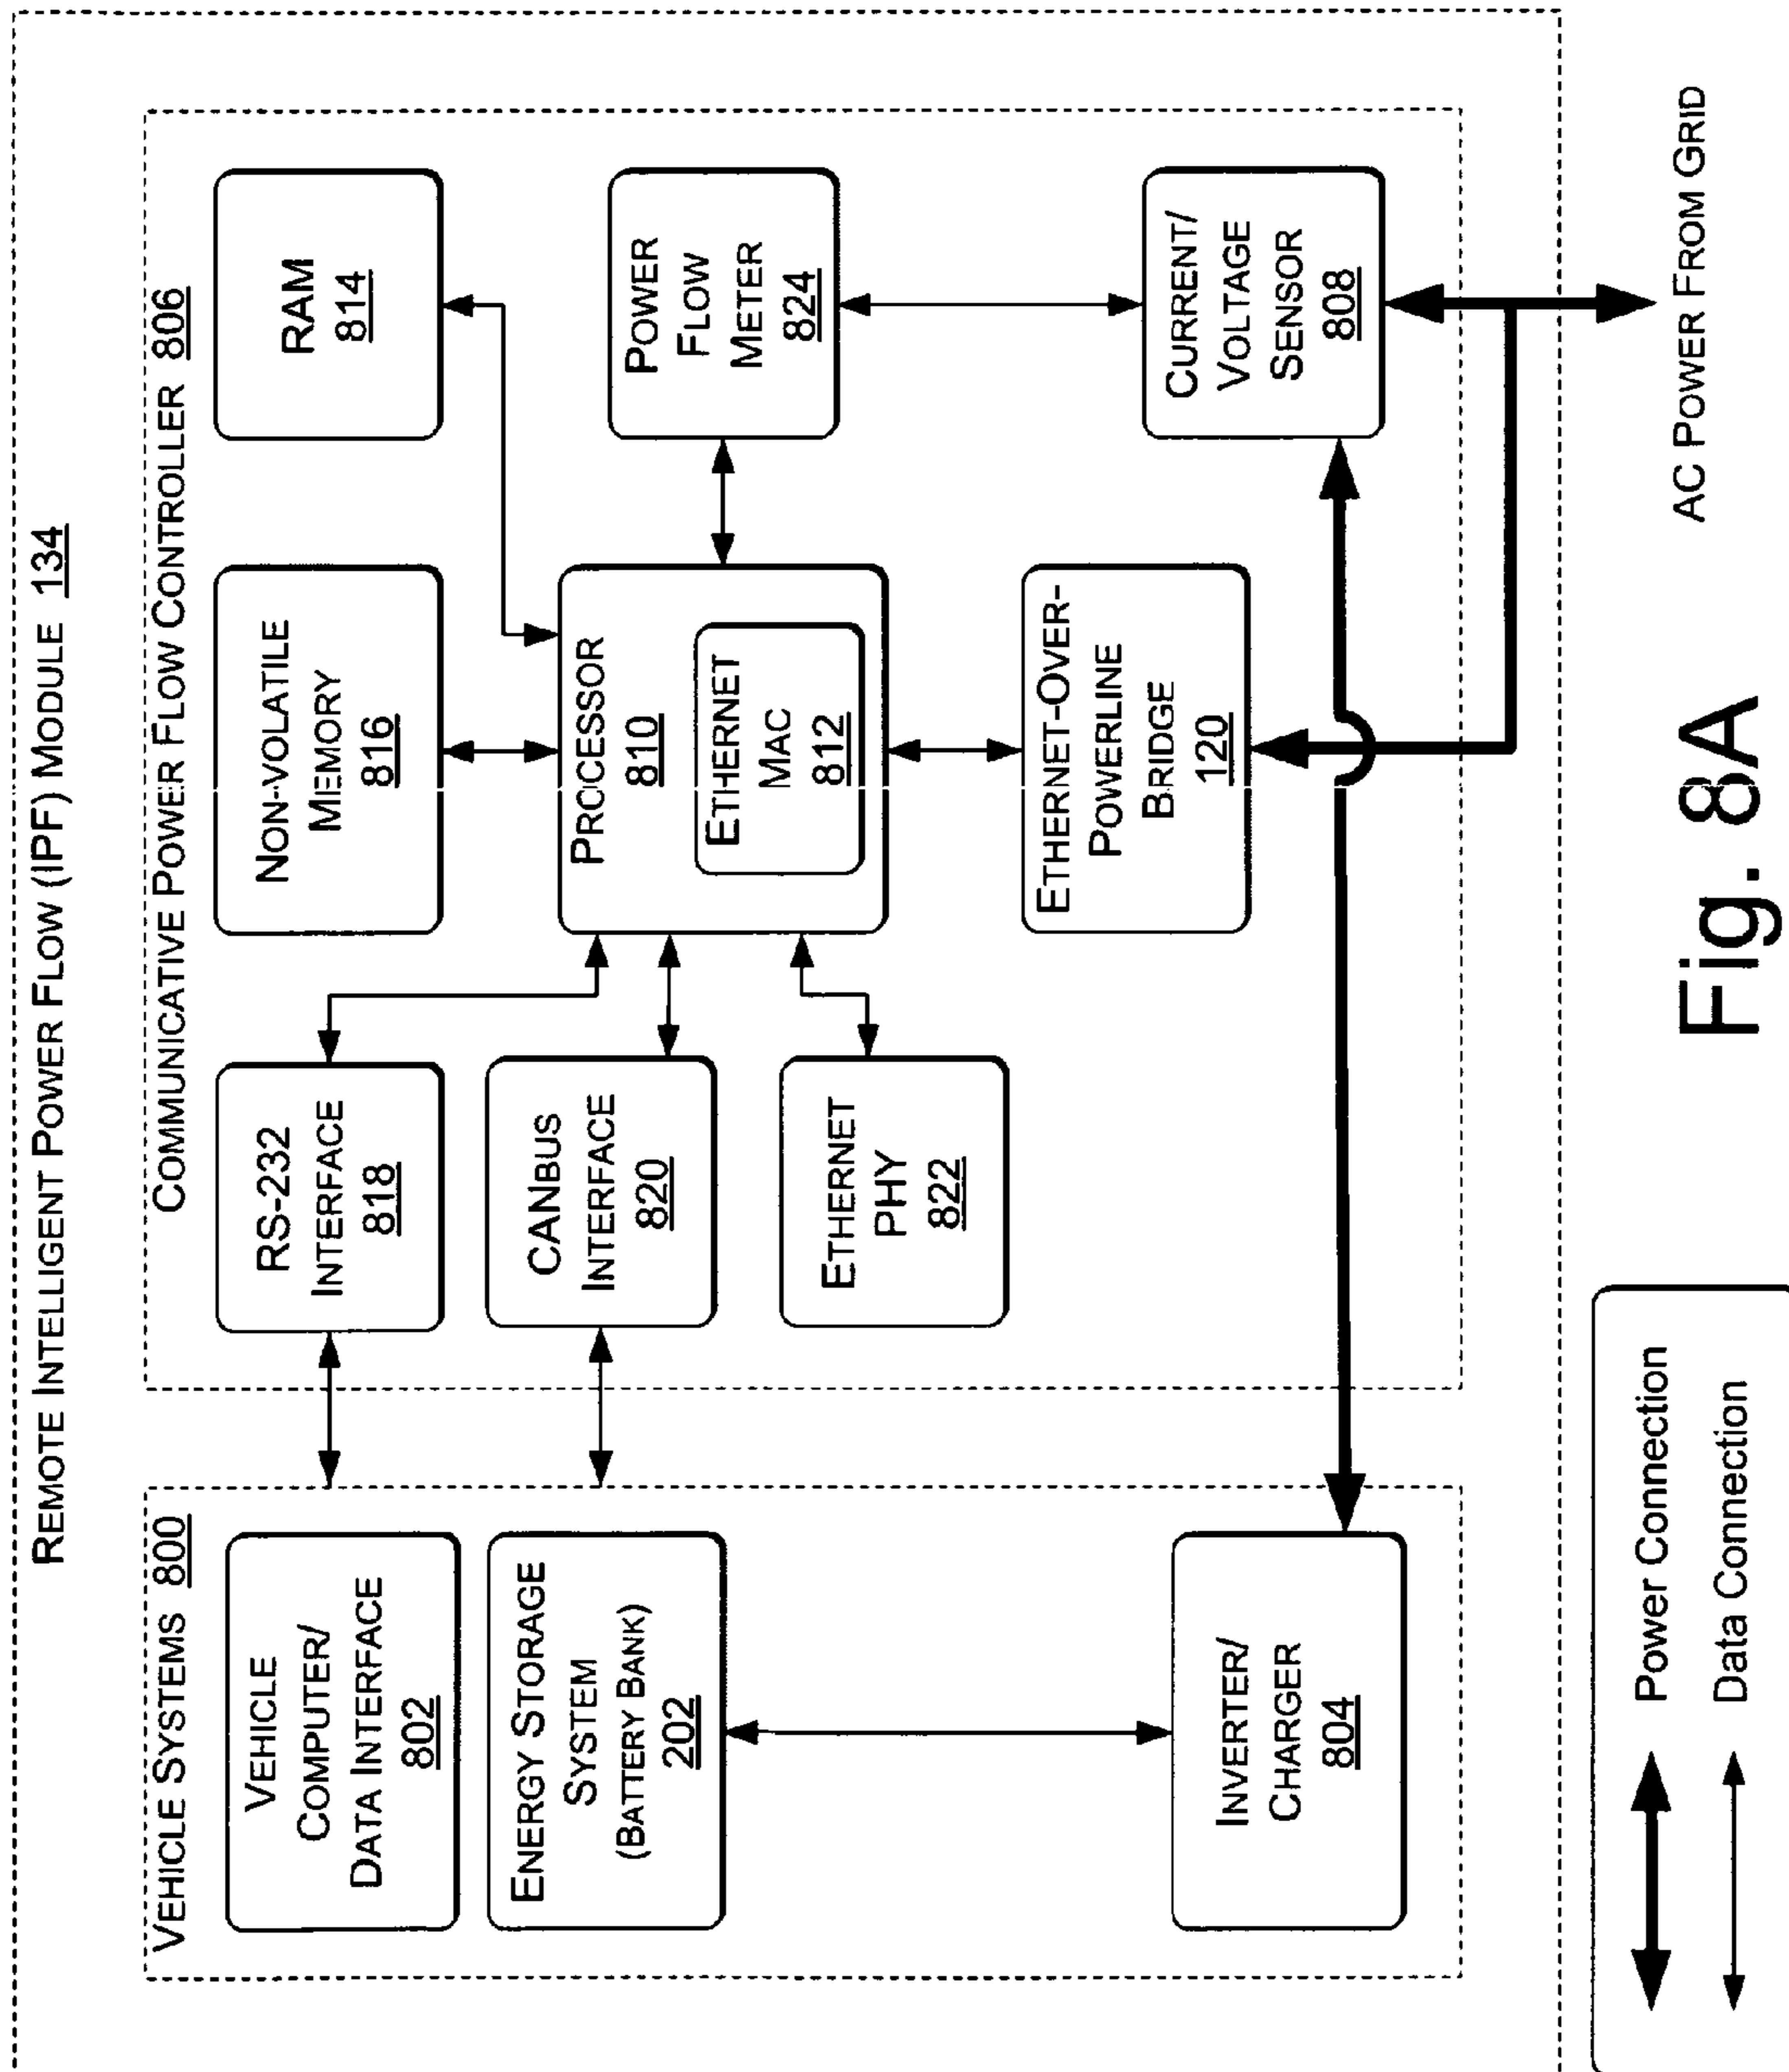 REMOTE INTELLIGENT POWER FLOW (IPF) MODULE 134
VEHICLE SYSTEMS 800
VEHICLE
COMPUTER/
DATA INTERFACE
802
ENERGY STORAGE
SYSTEM
(BATTERY BANK)
202
INVERTER/
CHARGER
804
COMMUNICATIVE POWER FLOW CONTROLLER 806
RS-232
INTERFACE
818
CANBUS
INTERFACE
820
ETHERNET
PHY
822
NON-VOLATILE
MEMORY
816
PROCESSOR
810
ETHERNET
MAC
812
ETHERNET-OVER-
POWERLINE
BRIDGE
120
RAM
814
POWER
FLOW
METER
824
CURRENT/
VOLTAGE
SENSOR
808
AC POWER FROM GRID
Power Connection
Data Connection
Fig. 8A